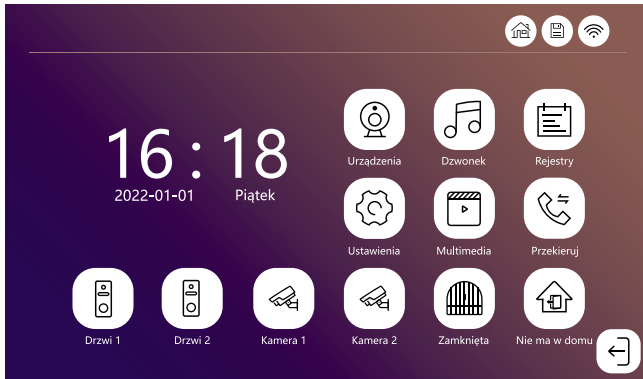 16 : 18
2022-01-01 Piątek
Urządzenia Dzwonek Rejestry
Ustawienia Multimedia Przekieruj
Drzwi 1 Drzwi 2 Kamera 1 Kamera 2 Zamknięta Nie ma w domu